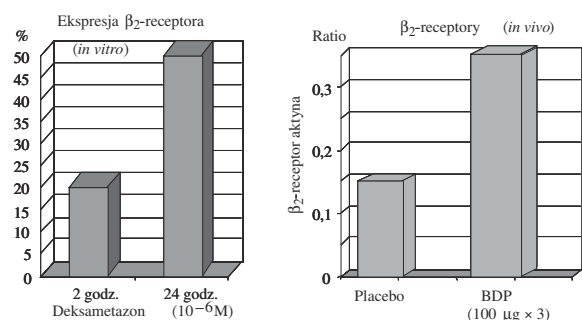 Ekspresja β₂-receptora
%
(in vitro)
50
45
40
35
30
25
20
15
10
5
0
2 godz.
24 godz.
Deksametazon
(10⁻⁶M)
β₂-receptory
(in vivo)
Ratio
β₂-receptor aktyna
0,3
0,2
0,1
0
Placebo
BDP
(100 µg × 3)